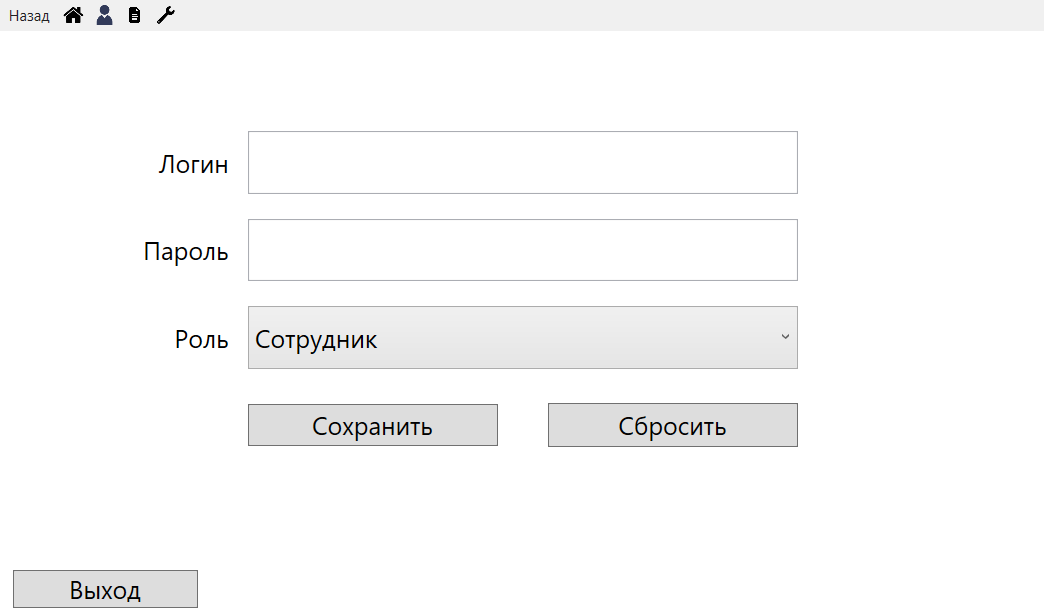 Назад
Логин
Пароль
Роль Сотрудник
Сохранить Сбросить
Выход